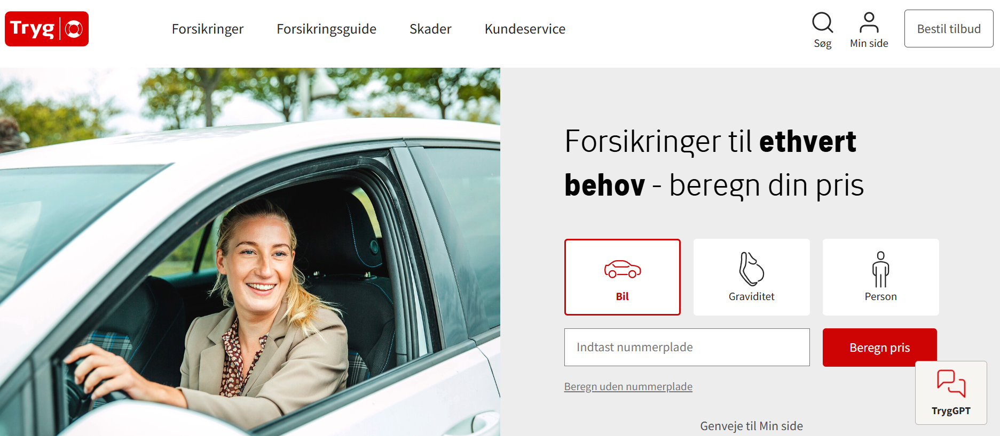 Tryg
Forsikringer
Forsikringsguide
Skader
Kundeservice
Søg
Min side
Bestil tilbud
Forsikringer til ethvert
behov - beregn din pris
Bil
Graviditet
Person
Indtast nummerplade
Beregn pris
Beregn uden nummerplade
TrygGPT
Genveje til Min side